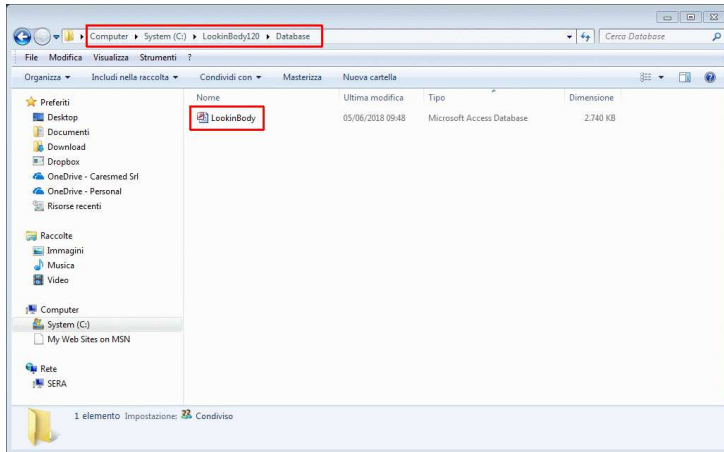 Computer ▸ System (C:) ▸ LookinBody120 ▸ Database
Cerca Database
File Modifica Visualizza Strumenti ?
Organizza Includi nella raccolta Condividi con Masterizza Nuova cartella
Preferiti
Desktop
Documenti
Download
Dropbox
OneDrive - Caresmed Srl
OneDrive - Personal
Risorse recenti
Raccolte
Immagini
Musica
Video
Computer
System (C:)
My Web Sites on MSN
Rete
SERA
Nome Ultima modifica Tipo Dimensione
LookinBody 05/06/2018 09:48 Microsoft Access Database 2.740 KB
1 elemento Impostazione: Condiviso